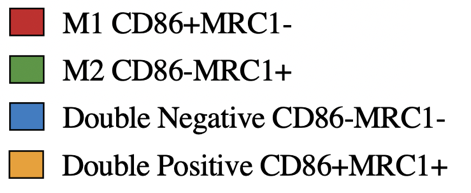 M1 CD86+MRC1-
M2 CD86-MRC1+
Double Negative CD86-MRC1-
Double Positive CD86+MRC1+